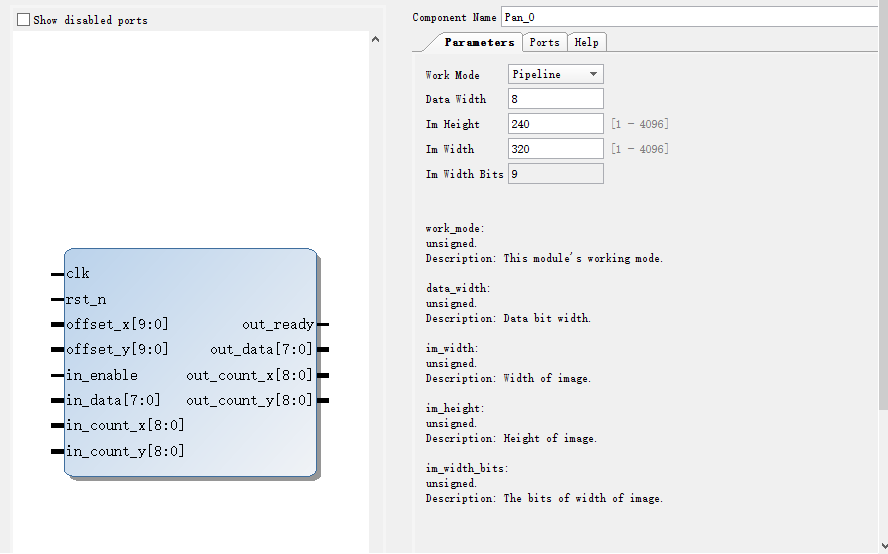 Show disabled ports
clk
rst_n
offset_x[9:0]
offset_y[9:0]
in_enable
in_data[7:0]
in_count_x[8:0]
in_count_y[8:0]
out_ready
out_data[7:0]
out_count_x[8:0]
out_count_y[8:0]
Component Name Pan_0
Parameters Ports Help
Work Mode Pipeline
Data Width 8
Im Height 240 [1 - 4096]
Im Width 320 [1 - 4096]
Im Width Bits 9
work_mode:
unsigned.
Description: This module's working mode.
data_width:
unsigned.
Description: Data bit width.
im_width:
unsigned.
Description: Width of image.
im_height:
unsigned.
Description: Height of image.
im_width_bits:
unsigned.
Description: The bits of width of image.